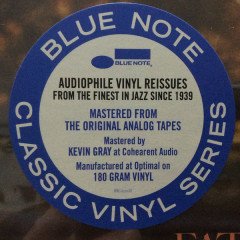 BLUE NOTE
BLUE NOTE
AUDIOPHILE VINYL REISSUES
FROM THE FINEST IN JAZZ SINCE 1939
MASTERED FROM
THE ORIGINAL ANALOG TAPES
Mastered by
KEVIN GRAY at Cohearent Audio
Manufactured at Optimal on
180 GRAM VINYL
CLASSIC VINYL SERIES